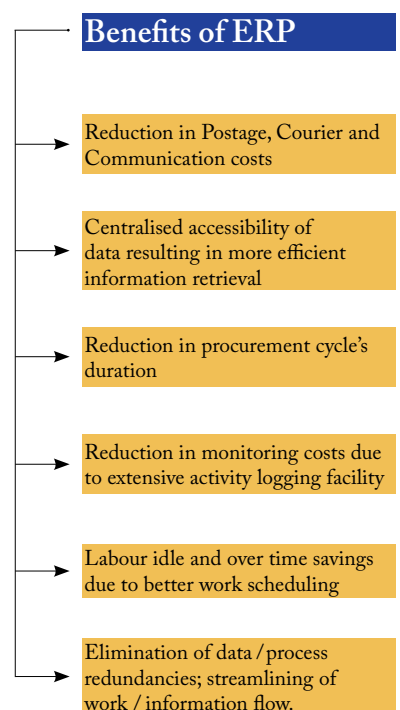 Benefits of ERP
Reduction in Postage, Courier and
Communication costs
Centralised accessibility of
data resulting in more efficient
information retrieval
Reduction in procurement cycle's
duration
Reduction in monitoring costs due
to extensive activity logging facility
Labour idle and over time savings
due to better work scheduling
Elimination of data / process
redundancies; streamlining of
work / information flow.